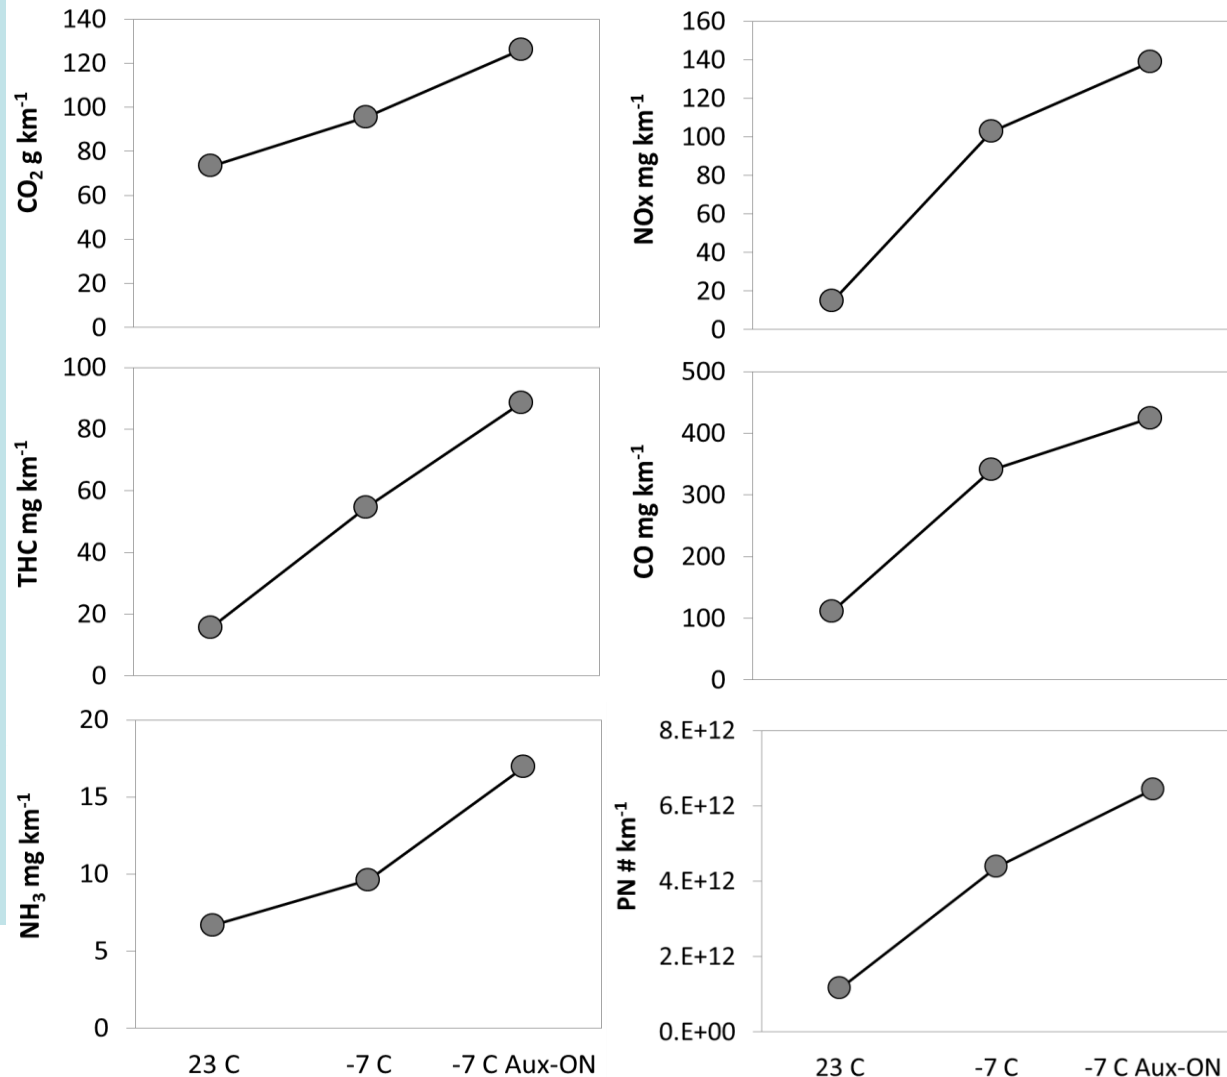 CO₂ g km⁻¹
140
120
100
80
60
40
20
0
NOx mg km⁻¹
160
140
120
100
80
60
40
20
0
THC mg km⁻¹
100
80
60
40
20
0
CO mg km⁻¹
500
400
300
200
100
0
NH₃ mg km⁻¹
20
15
10
5
0
23 C -7 C -7 C Aux-ON
PN # km⁻¹
8.E+12
6.E+12
4.E+12
2.E+12
0.E+00
23 C -7 C -7 C Aux-ON